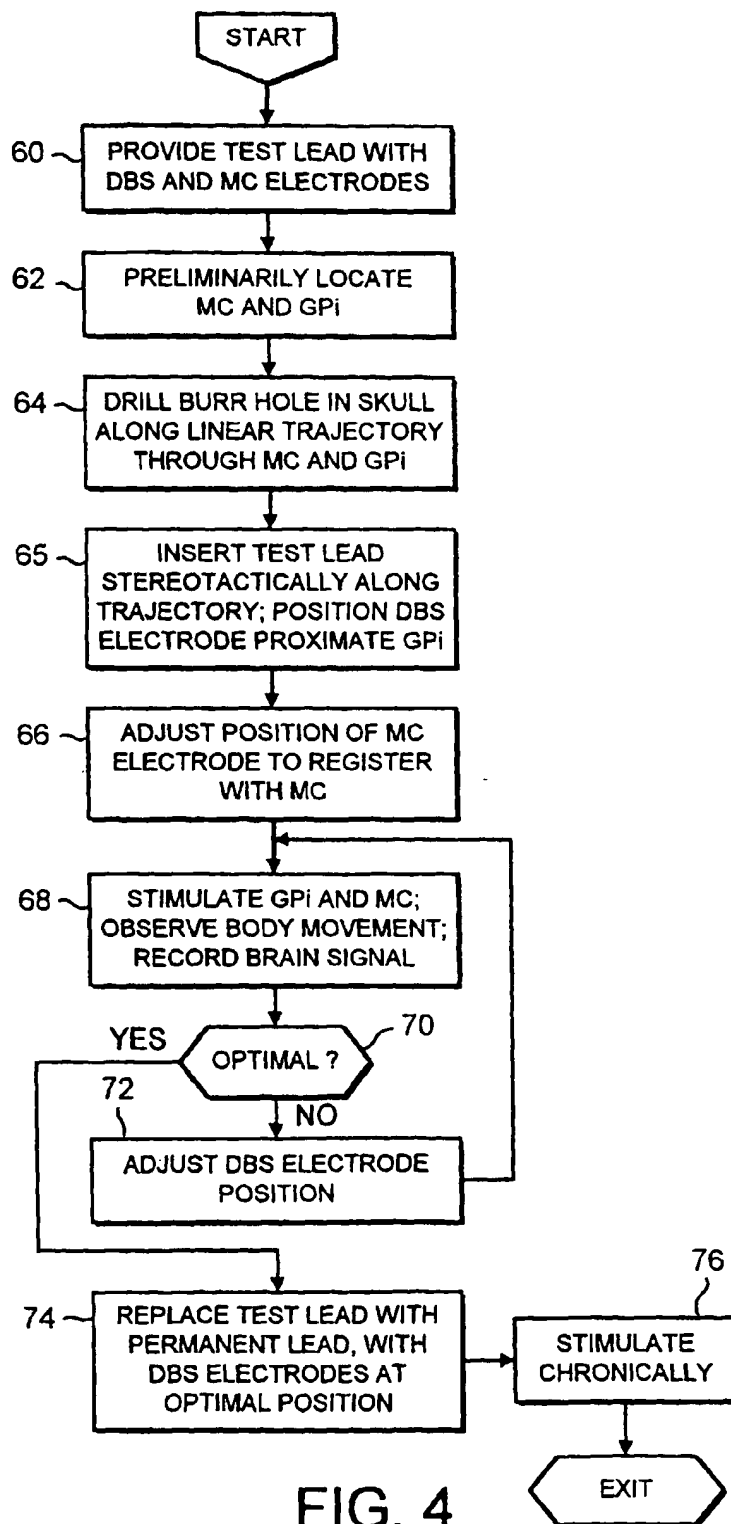 START
60
PROVIDE TEST LEAD WITH
DBS AND MC ELECTRODES
62
PRELIMINARILY LOCATE
MC AND GPi
64
DRILL BURR HOLE IN SKULL
ALONG LINEAR TRAJECTORY
THROUGH MC AND GPi
65
INSERT TEST LEAD
STEREOTACTICALLY ALONG
TRAJECTORY; POSITION DBS
ELECTRODE PROXIMATE GPi
66
ADJUST POSITION OF MC
ELECTRODE TO REGISTER
WITH MC
68
STIMULATE GPi AND MC;
OBSERVE BODY MOVEMENT;
RECORD BRAIN SIGNAL
70
YES
OPTIMAL ?
NO
72
ADJUST DBS ELECTRODE
POSITION
74
REPLACE TEST LEAD WITH
PERMANENT LEAD, WITH
DBS ELECTRODES AT
OPTIMAL POSITION
76
STIMULATE
CHRONICALLY
EXIT
FIG. 4